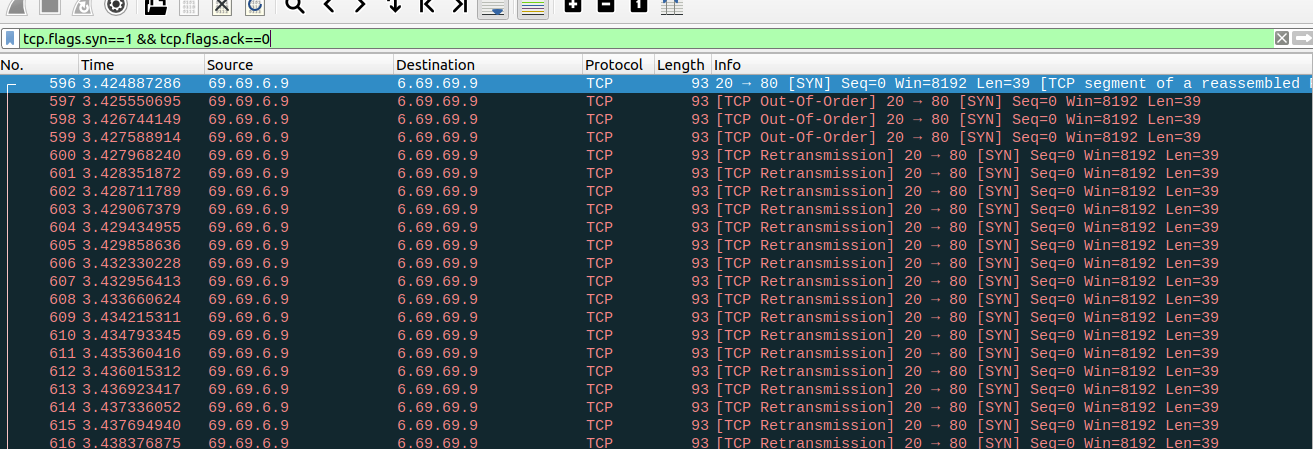 tcp.flags.syn==1 && tcp.flags.ack==0
No. Time Source Destination Protocol Length Info
596 3.424887286 69.69.6.9 6.69.69.9 TCP 93 20 → 80 [SYN] Seq=0 Win=8192 Len=39 [TCP segment of a reassembled
597 3.425550695 69.69.6.9 6.69.69.9 TCP 93 [TCP Out-Of-Order] 20 → 80 [SYN] Seq=0 Win=8192 Len=39
598 3.426744149 69.69.6.9 6.69.69.9 TCP 93 [TCP Out-Of-Order] 20 → 80 [SYN] Seq=0 Win=8192 Len=39
599 3.427588914 69.69.6.9 6.69.69.9 TCP 93 [TCP Out-Of-Order] 20 → 80 [SYN] Seq=0 Win=8192 Len=39
600 3.427968240 69.69.6.9 6.69.69.9 TCP 93 [TCP Retransmission] 20 → 80 [SYN] Seq=0 Win=8192 Len=39
601 3.428351872 69.69.6.9 6.69.69.9 TCP 93 [TCP Retransmission] 20 → 80 [SYN] Seq=0 Win=8192 Len=39
602 3.428711789 69.69.6.9 6.69.69.9 TCP 93 [TCP Retransmission] 20 → 80 [SYN] Seq=0 Win=8192 Len=39
603 3.429067379 69.69.6.9 6.69.69.9 TCP 93 [TCP Retransmission] 20 → 80 [SYN] Seq=0 Win=8192 Len=39
604 3.429434955 69.69.6.9 6.69.69.9 TCP 93 [TCP Retransmission] 20 → 80 [SYN] Seq=0 Win=8192 Len=39
605 3.429858636 69.69.6.9 6.69.69.9 TCP 93 [TCP Retransmission] 20 → 80 [SYN] Seq=0 Win=8192 Len=39
606 3.432330228 69.69.6.9 6.69.69.9 TCP 93 [TCP Retransmission] 20 → 80 [SYN] Seq=0 Win=8192 Len=39
607 3.432956413 69.69.6.9 6.69.69.9 TCP 93 [TCP Retransmission] 20 → 80 [SYN] Seq=0 Win=8192 Len=39
608 3.433660624 69.69.6.9 6.69.69.9 TCP 93 [TCP Retransmission] 20 → 80 [SYN] Seq=0 Win=8192 Len=39
609 3.434215311 69.69.6.9 6.69.69.9 TCP 93 [TCP Retransmission] 20 → 80 [SYN] Seq=0 Win=8192 Len=39
610 3.434793345 69.69.6.9 6.69.69.9 TCP 93 [TCP Retransmission] 20 → 80 [SYN] Seq=0 Win=8192 Len=39
611 3.435360416 69.69.6.9 6.69.69.9 TCP 93 [TCP Retransmission] 20 → 80 [SYN] Seq=0 Win=8192 Len=39
612 3.436015312 69.69.6.9 6.69.69.9 TCP 93 [TCP Retransmission] 20 → 80 [SYN] Seq=0 Win=8192 Len=39
613 3.436923417 69.69.6.9 6.69.69.9 TCP 93 [TCP Retransmission] 20 → 80 [SYN] Seq=0 Win=8192 Len=39
614 3.437336052 69.69.6.9 6.69.69.9 TCP 93 [TCP Retransmission] 20 → 80 [SYN] Seq=0 Win=8192 Len=39
615 3.437694940 69.69.6.9 6.69.69.9 TCP 93 [TCP Retransmission] 20 → 80 [SYN] Seq=0 Win=8192 Len=39
616 3.438376875 69.69.6.9 6.69.69.9 TCP 93 [TCP Retransmission] 20 → 80 [SYN] Seq=0 Win=8192 Len=39